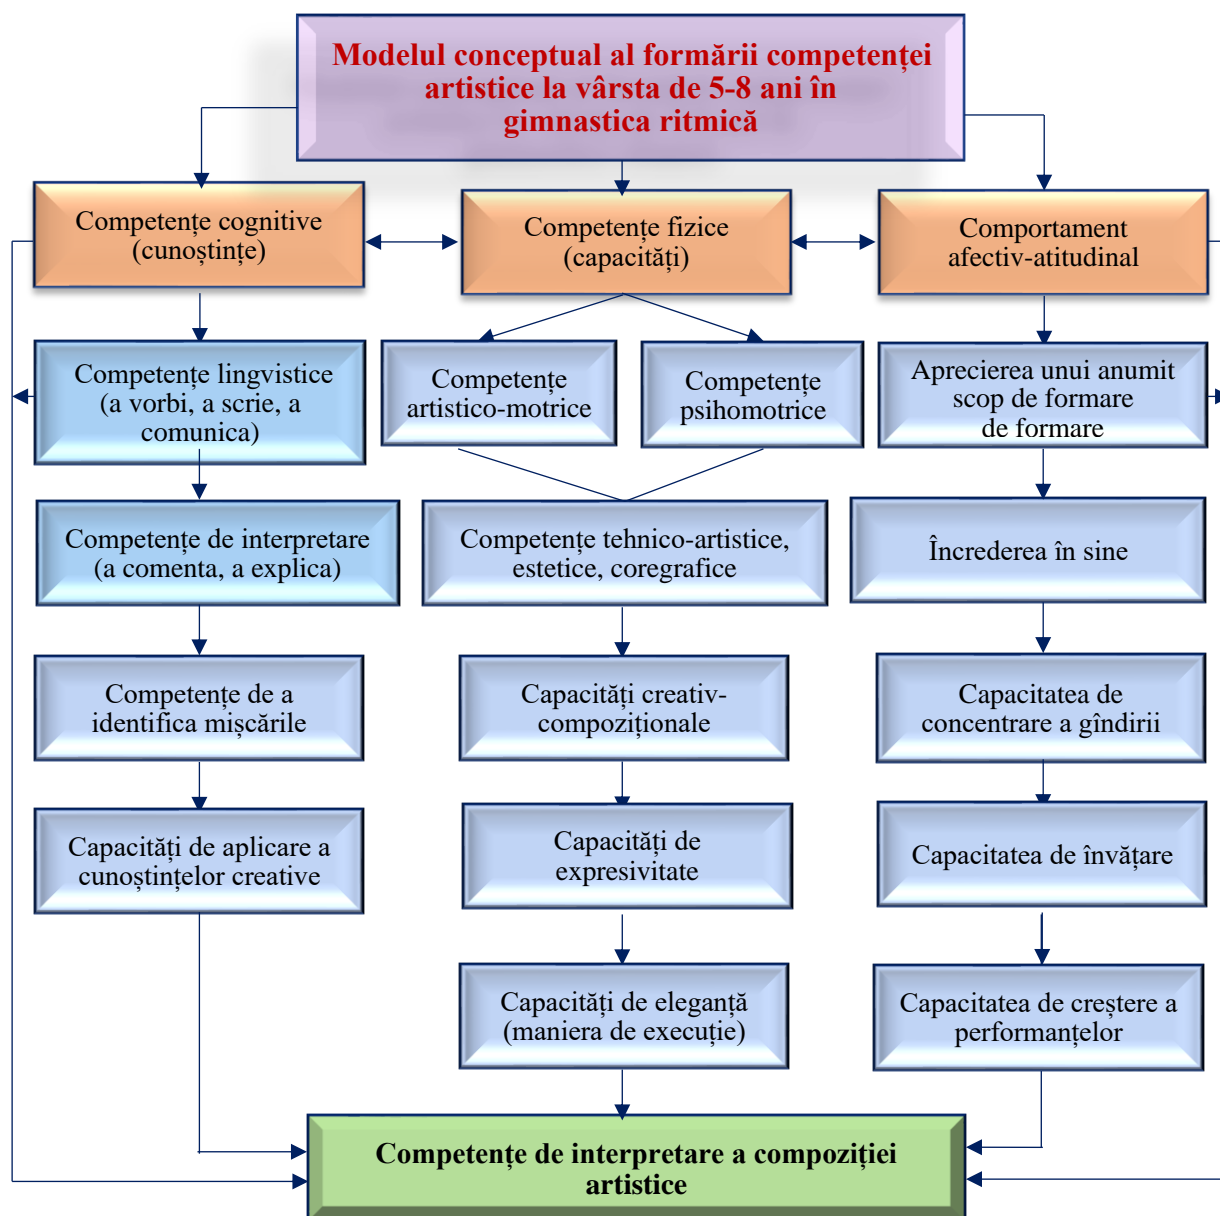 Modelul conceptual al formării competenței
artistice la vârsta de 5-8 ani în
gimnastica ritmică
Competențe cognitive
(cunoștințe)
Competențe fizice
(capacități)
Comportament
afectiv-atitudinal
Competențe lingvistice
(a vorbi, a scrie, a
comunica)
Competențe
artistico-motrice
Competențe
psihomotrice
Aprecierea unui anumit
scop de formare
de formare
Competențe de interpretare
(a comenta, a explica)
Competențe tehnico-artistice,
estetice, coregrafice
Încrederea în sine
Competențe de a
identifica mișcările
Capacități creativ-
compoziționale
Capacitatea de
concentrare a gîndirii
Capacități de aplicare a
cunoștințelor creative
Capacități de
expresivitate
Capacitatea de învățare
Capacități de eleganță
(maniera de execuție)
Capacitatea de creștere a
performanțelor
Competențe de interpretare a compoziției
artistice